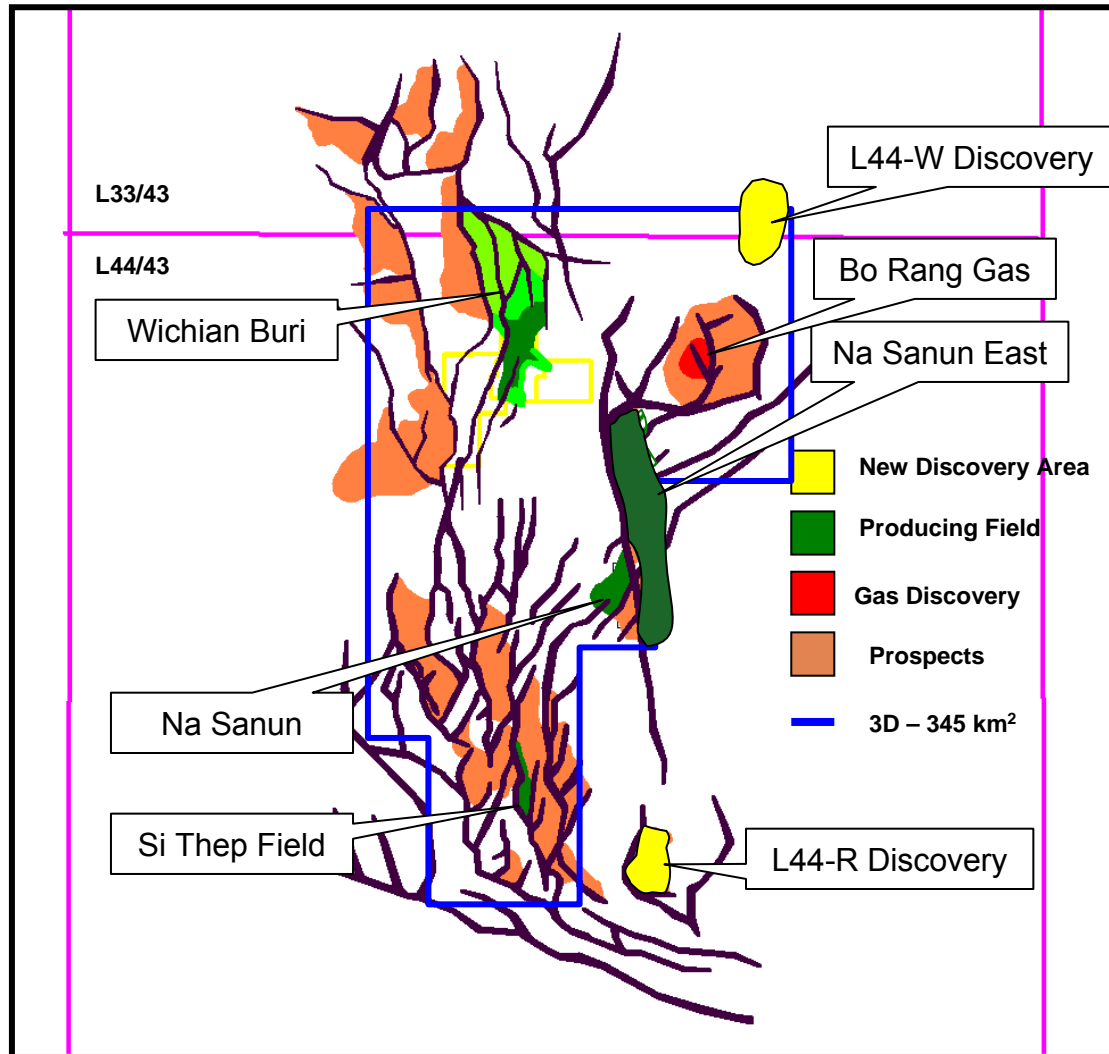 L44-W Discovery
L33/43
L44/43
Bo Rang Gas
Wichian Buri
Na Sanun East
New Discovery Area
Producing Field
Gas Discovery
Prospects
3D – 345 km²
Na Sanun
Si Thep Field
L44-R Discovery